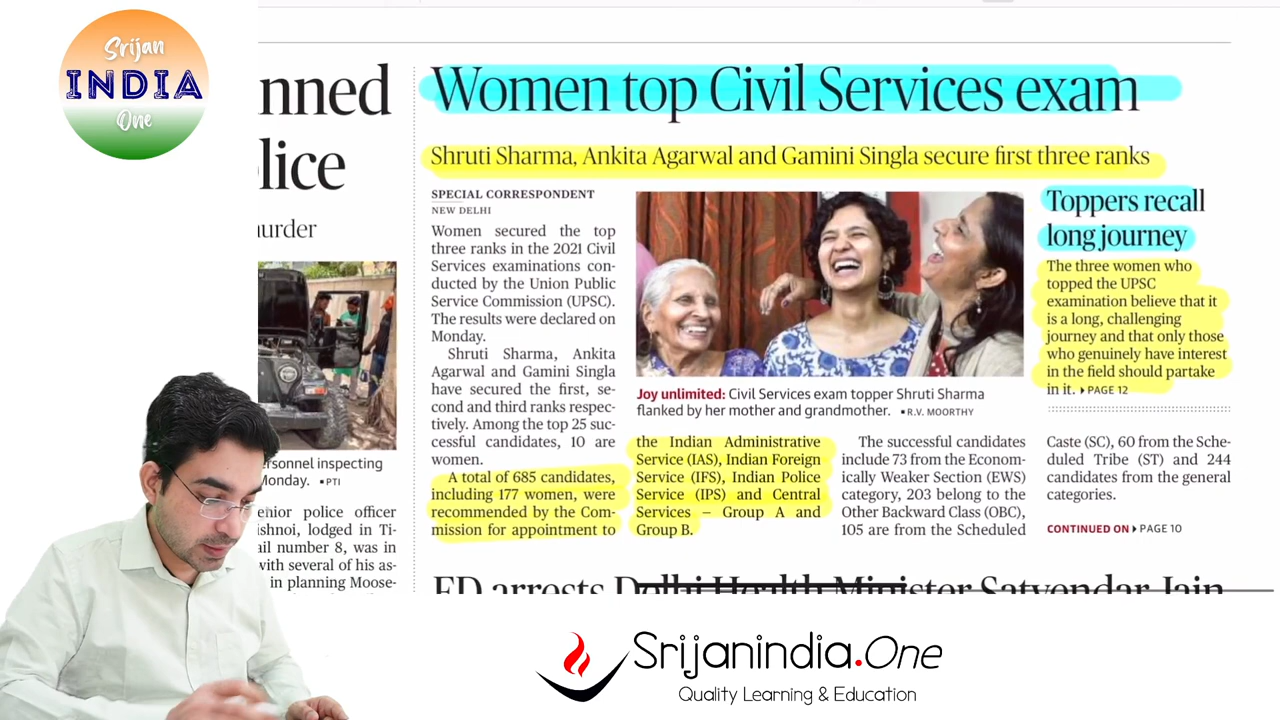 Srijan
INDIA
One
nned
lice
urder
ersonnel inspecting
Monday. •PTI
enior police officer
ishnoi, lodged in Ti-
ail number 8, was in
with several of his as-
in planning Moose-
Women top Civil Services exam
Shruti Sharma, Ankita Agarwal and Gamini Singla secure first three ranks
SPECIAL CORRESPONDENT
NEW DELHI
Women secured the top
three ranks in the 2021 Civil
Services examinations con-
ducted by the Union Public
Service Commission (UPSC).
The results were declared on
Monday.
Shruti Sharma, Ankita
Agarwal and Gamini Singla
have secured the first, se-
cond and third ranks respec-
tively. Among the top 25 suc-
cessful candidates, 10 are
women.
A total of 685 candidates,
including 177 women, were
recommended by the Com-
mission for appointment to
Joy unlimited: Civil Services exam topper Shruti Sharma
flanked by her mother and grandmother. •R.V. MOORTHY
the Indian Administrative
Service (IAS), Indian Foreign
Service (IFS), Indian Police
Service (IPS) and Central
Services – Group A and
Group B.
The successful candidates
include 73 from the Econom-
ically Weaker Section (EWS)
category, 203 belong to the
Other Backward Class (OBC),
105 are from the Scheduled
Toppers recall
long journey
The three women who
topped the UPSC
examination believe that it
is a long, challenging
journey and that only those
who genuinely have interest
in the field should partake
in it. ▸PAGE 12
Caste (SC), 60 from the Sche-
duled Tribe (ST) and 244
candidates from the general
categories.
CONTINUED ON ▸ PAGE 10
ED arrests Delhi Health Minister Satyendar Jain
Srijanindia.One
Quality Learning & Education